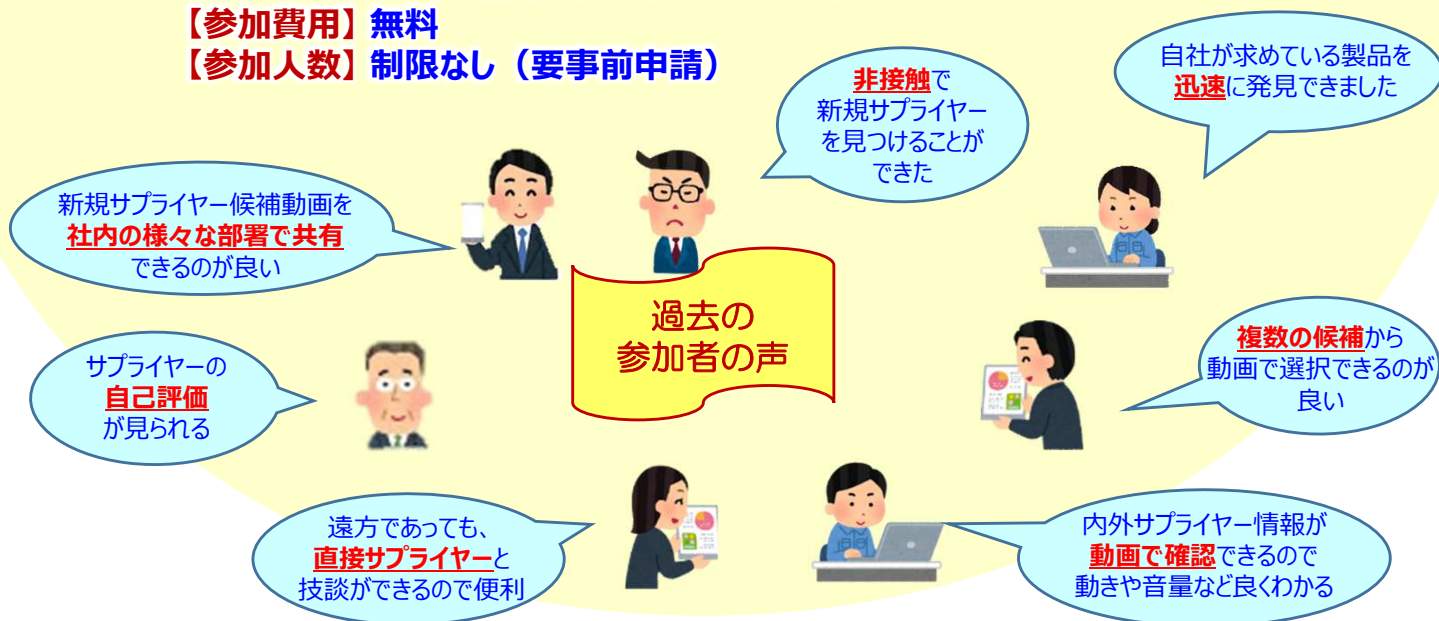 【参加費用】無料
【参加人数】制限なし（要事前申請）
非接触で
新規サプライヤー
を見つけることが
できた
自社が求めている製品を
迅速に発見できました
新規サプライヤー候補動画を
社内の様々な部署で共有
できるのが良い
過去の
参加者の声
複数の候補から
動画で選択できるのが
良い
サプライヤーの
自己評価
が見られる
遠方であっても、
直接サプライヤーと
技談ができるので便利
内外サプライヤー情報が
動画で確認できるので
動きや音量など良くわかる